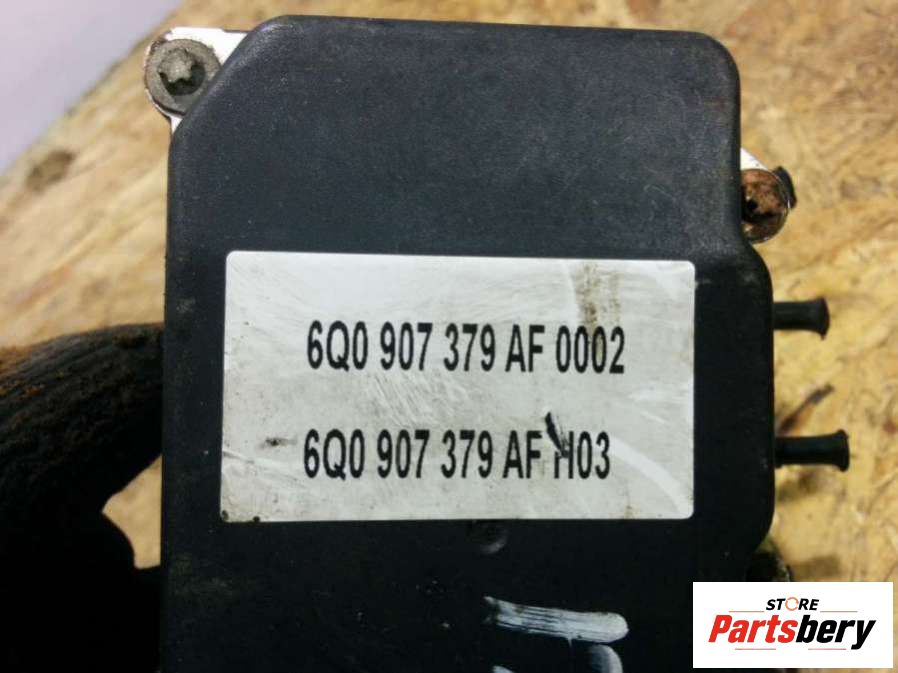 6Q0 907 379 AF 0002
6Q0 907 379 AF H03
STORE
Partsbery